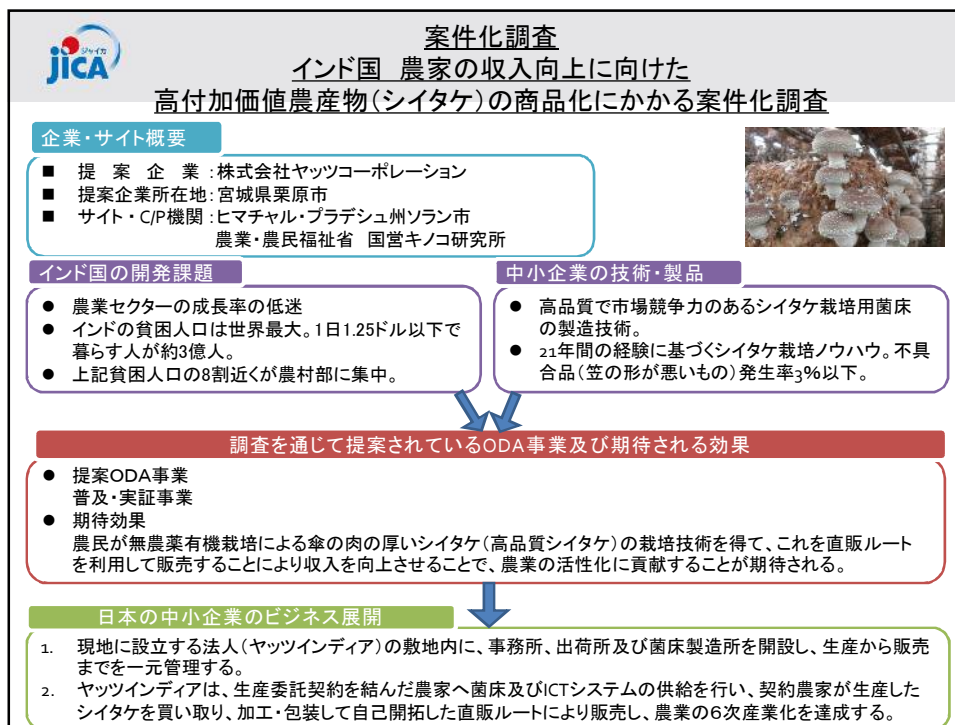 ジャイカ
JICA
案件化調査
インド国　農家の収入向上に向けた
高付加価値農産物(シイタケ)の商品化にかかる案件化調査
企業・サイト概要
■ 提　案　企　業：株式会社ヤッツコーポレーション
■ 提案企業所在地：宮城県栗原市
■ サイト・C/P機関：ヒマチャル・プラデシュ州ソラン市
農業・農民福祉省　国営キノコ研究所
インド国の開発課題
● 農業セクターの成長率の低迷
● インドの貧困人口は世界最大。1日1.25ドル以下で
暮らす人が約3億人。
● 上記貧困人口の8割近くが農村部に集中。
中小企業の技術・製品
● 高品質で市場競争力のあるシイタケ栽培用菌床
の製造技術。
● 21年間の経験に基づくシイタケ栽培ノウハウ。不具
合品(笠の形が悪いもの)発生率3%以下。
調査を通じて提案されているODA事業及び期待される効果
● 提案ODA事業
普及・実証事業
● 期待効果
農民が無農薬有機栽培による傘の肉の厚いシイタケ(高品質シイタケ)の栽培技術を得て、これを直販ルート
を利用して販売することにより収入を向上させることで、農業の活性化に貢献することが期待される。
日本の中小企業のビジネス展開
1. 現地に設立する法人(ヤッツインディア)の敷地内に、事務所、出荷所及び菌床製造所を開設し、生産から販売
までを一元管理する。
2. ヤッツインディアは、生産委託契約を結んだ農家へ菌床及びICTシステムの供給を行い、契約農家が生産した
シイタケを買い取り、加工・包装して自己開拓した直販ルートにより販売し、農業の6次産業化を達成する。